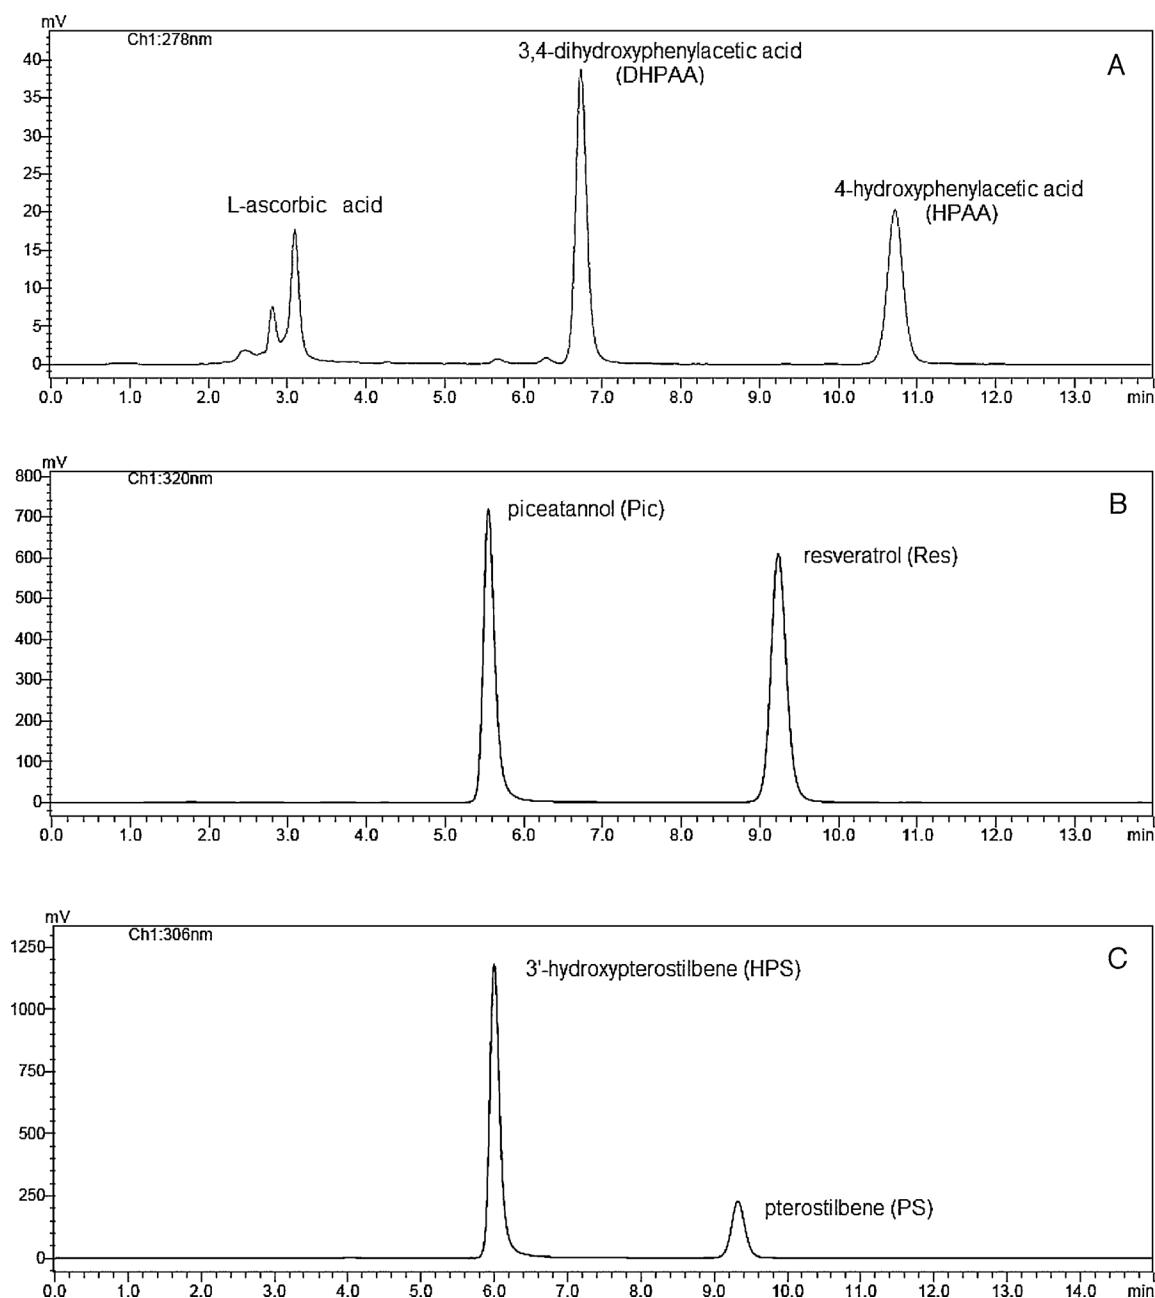 mV
Ch1:278nm
3,4-dihydroxyphenylacetic acid
(DHPAA)
A
40
35
30
25
20
15
10
5
0
L-ascorbic acid
4-hydroxyphenylacetic acid
(HPAA)
0.0 1.0 2.0 3.0 4.0 5.0 6.0 7.0 8.0 9.0 10.0 11.0 12.0 13.0 min
mV
Ch1:320nm
B
800
700
600
500
400
300
200
100
0
piceatannol (Pic)
resveratrol (Res)
0.0 1.0 2.0 3.0 4.0 5.0 6.0 7.0 8.0 9.0 10.0 11.0 12.0 13.0 min
mV
Ch1:306nm
C
1250
1000
750
500
250
0
3'-hydroxypterostilbene (HPS)
pterostilbene (PS)
0.0 1.0 2.0 3.0 4.0 5.0 6.0 7.0 8.0 9.0 10.0 11.0 12.0 13.0 14.0 min